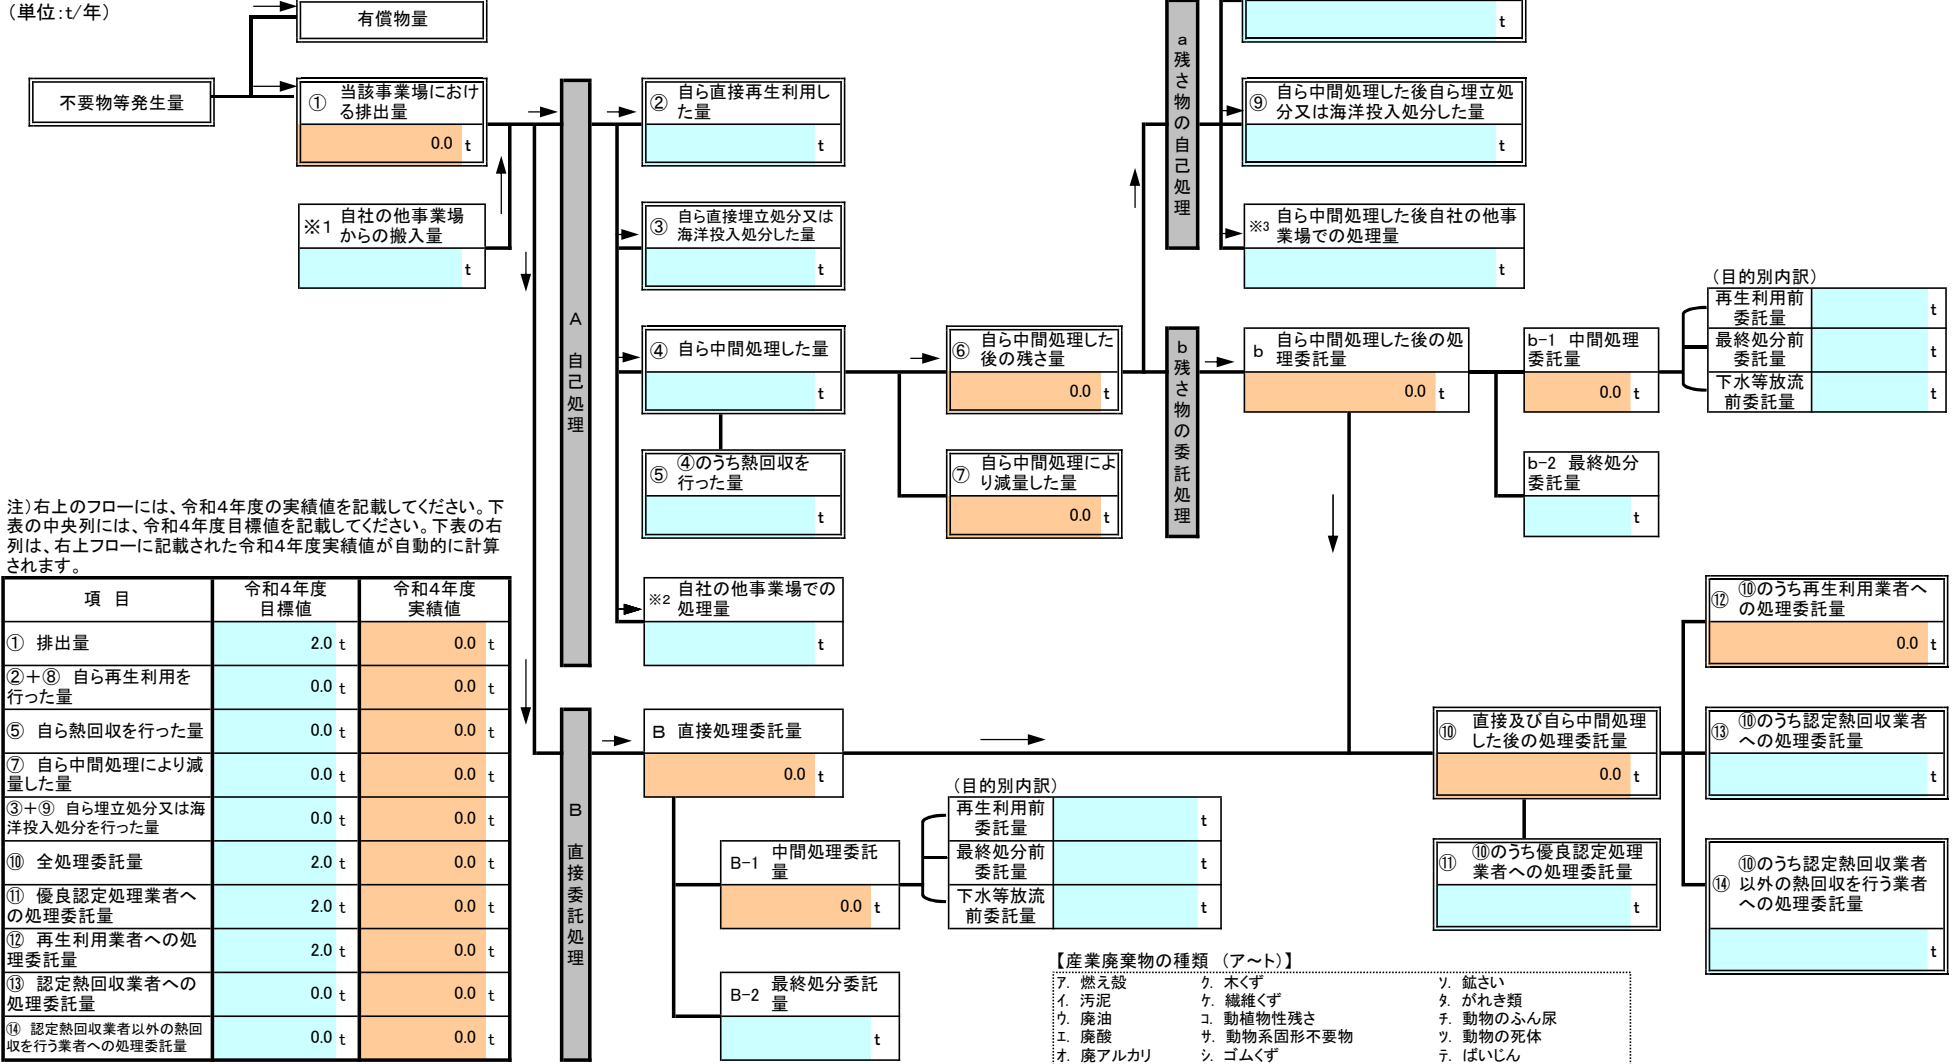 (単位:t/年)
有償物量
不要物等発生量
① 当該事業場におけ
る排出量
0.0 t
※1 自社の他事業場
からの搬入量
t
A 自己処理
② 自ら直接再生利用し
た量
t
③ 自ら直接埋立処分又は
海洋投入処分した量
t
④ 自ら中間処理した量
t
⑤ ④のうち熱回収を
行った量
t
※2 自社の他事業場での
処理量
t
⑥ 自ら中間処理した
後の残さ量
0.0 t
⑦ 自ら中間処理によ
り減量した量
0.0 t
a 残さ物の自己処理
t
⑨ 自ら中間処理した後自ら埋立処
分又は海洋投入処分した量
t
※3 自ら中間処理した後自社の他事
業場での処理量
t
b 残さ物の委託処理
b 自ら中間処理した後の処
理委託量
0.0 t
b-1 中間処理
委託量
0.0 t
b-2 最終処分
委託量
t
(目的別内訳)
再生利用前
委託量
t
最終処分前
委託量
t
下水等放流
前委託量
t
注)右上のフローには、令和4年度の実績値を記載してください。下
表の中央列には、令和4年度目標値を記載してください。下表の右
列は、右上フローに記載された令和4年度実績値が自動的に計算
されます。
項 目 令和4年度 目標値 令和4年度 実績値
① 排出量 2.0 t 0.0 t
②+⑧ 自ら再生利用を
行った量 0.0 t 0.0 t
⑤ 自ら熱回収を行った量 0.0 t 0.0 t
⑦ 自ら中間処理により減
量した量 0.0 t 0.0 t
③+⑨ 自ら埋立処分又は海
洋投入処分を行った量 0.0 t 0.0 t
⑩ 全処理委託量 2.0 t 0.0 t
⑪ 優良認定処理業者へ
の処理委託量 2.0 t 0.0 t
⑫ 再生利用業者への処
理委託量 2.0 t 0.0 t
⑬ 認定熱回収業者への
処理委託量 0.0 t 0.0 t
⑭ 認定熱回収業者以外の熱回
収を行う業者への処理委託量 0.0 t 0.0 t
B 直接委託処理
B 直接処理委託量
0.0 t
B-1 中間処理委託
量
0.0 t
B-2 最終処分委託
量
t
(目的別内訳)
再生利用前
委託量
t
最終処分前
委託量
t
下水等放流
前委託量
t
⑩ 直接及び自ら中間処理
した後の処理委託量
0.0 t
⑪ ⑩のうち優良認定処理
業者への処理委託量
t
⑫ ⑩のうち再生利用業者へ
の処理委託量
0.0 t
⑬ ⑩のうち認定熱回収業者
への処理委託量
t
⑭ ⑩のうち認定熱回収業者
以外の熱回収を行う業者
への処理委託量
t
【産業廃棄物の種類 (ア~ト)】
ア. 燃え殻 ク. 木くず ソ. 鉱さい
イ. 汚泥 ケ. 繊維くず タ. がれき類
ウ. 廃油 コ. 動植物性残さ チ. 動物のふん尿
エ. 廃酸 サ. 動物系固形不要物 ツ. 動物の死体
オ. 廃アルカリ シ. ゴムくず テ. ばいじん